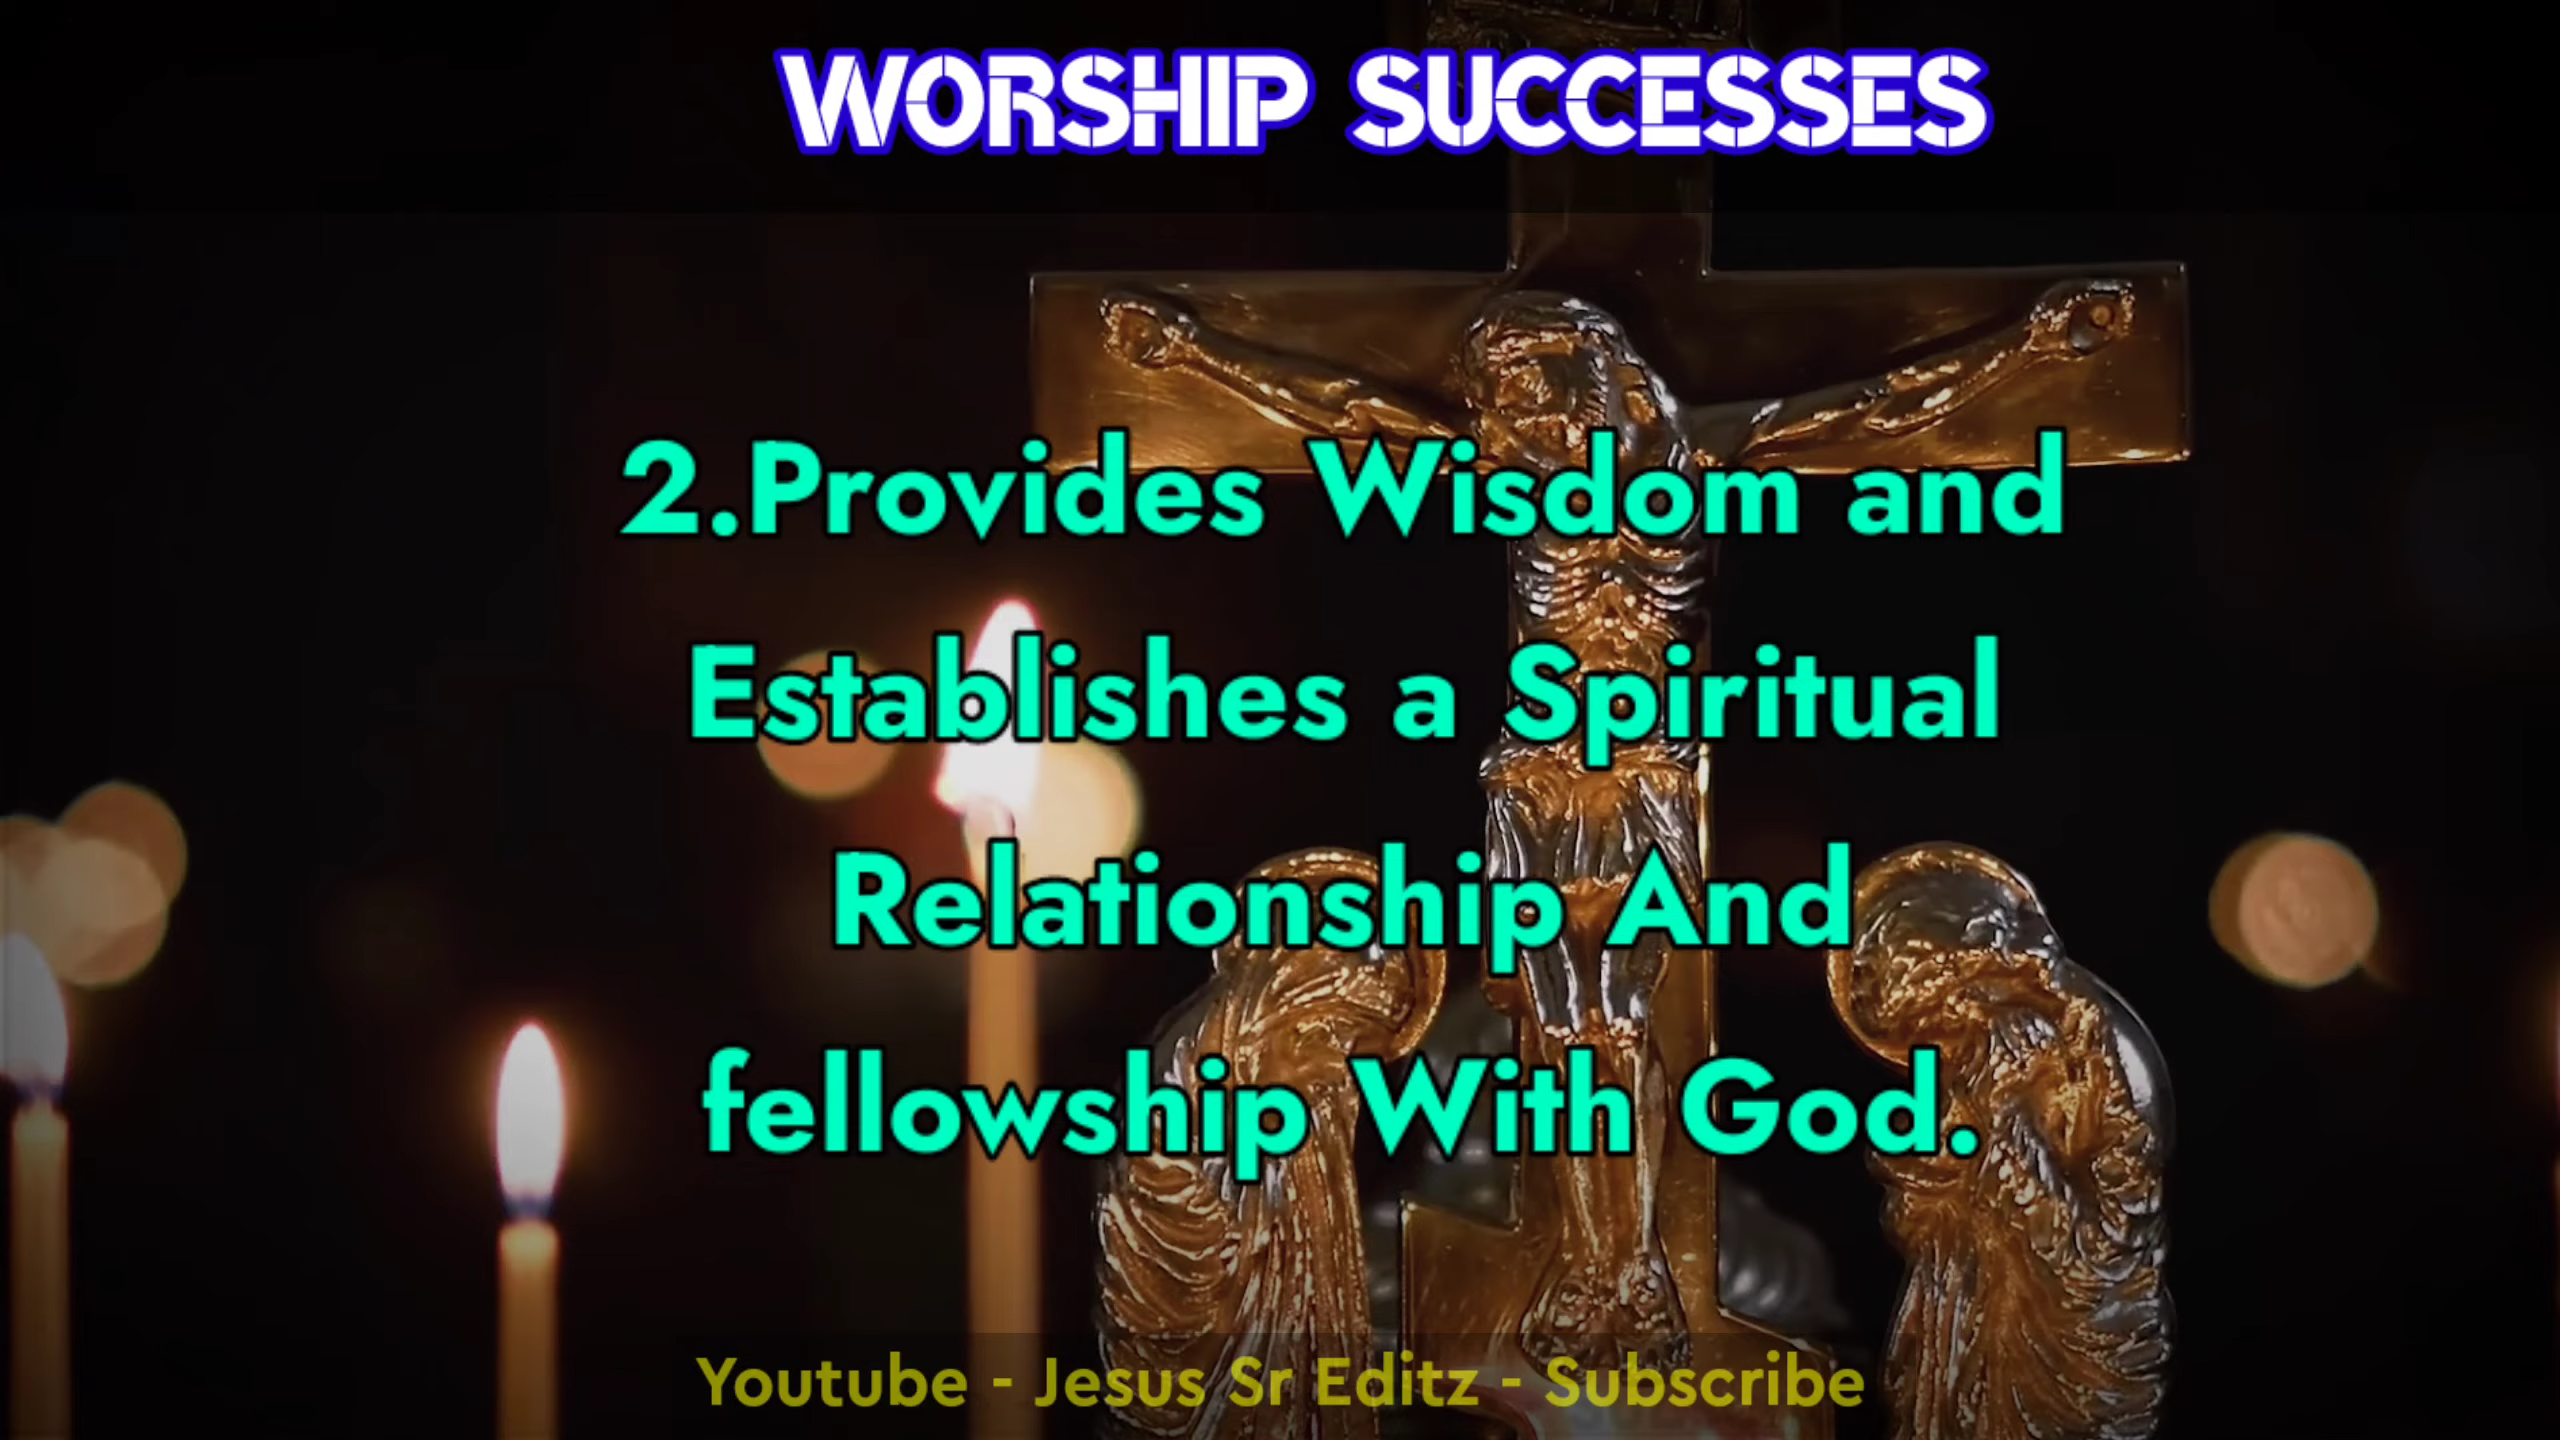 WORSHIP SUCCESSES
2.Provides Wisdom and
Establishes a Spiritual
Relationship And
fellowship With God.
Youtube - Jesus Sr Editz - Subscribe